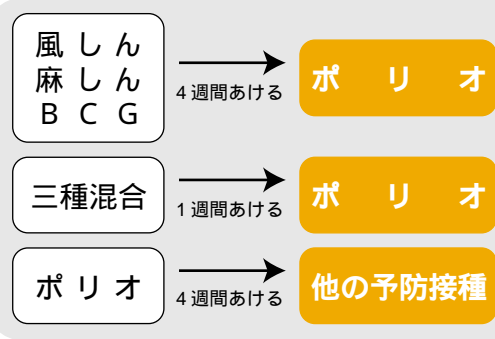 風しん
麻しん
BCG
4週間あける
ポリオ
三種混合
1週間あける
ポリオ
ポリオ
4週間あける
他の予防接種